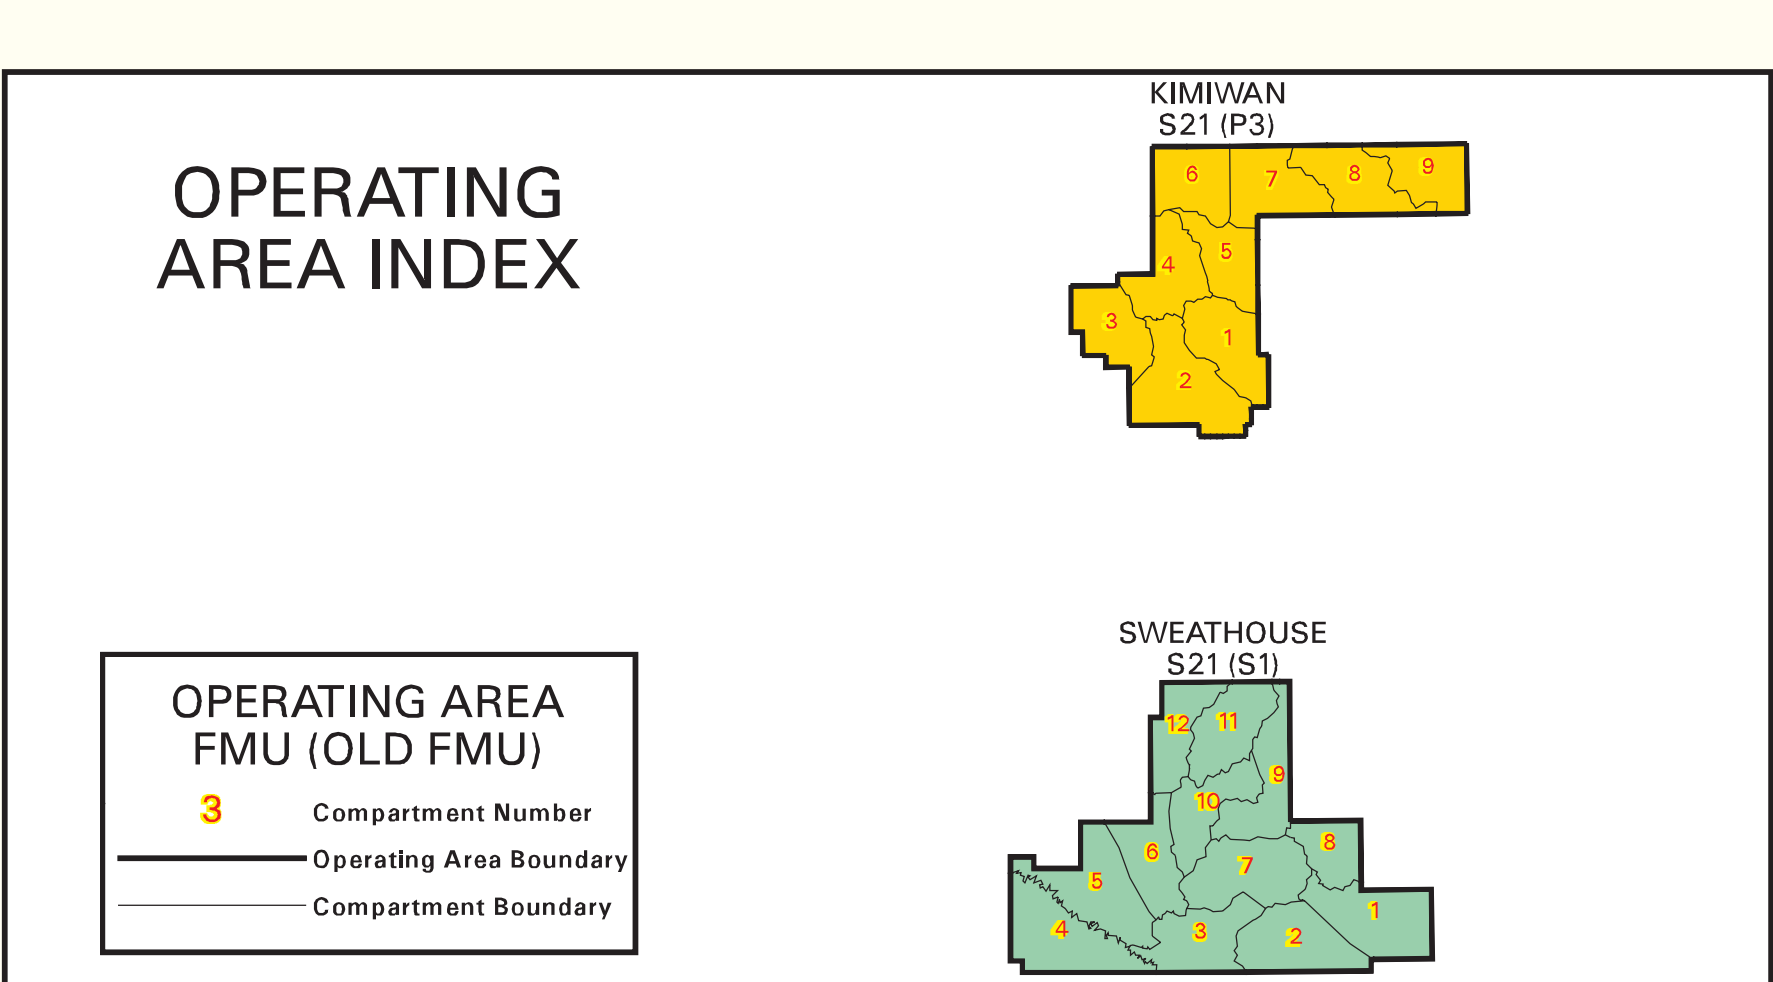 OPERATING
AREA INDEX
KIMIWAN
S21 (P3)
6
7
8
9
5
4
3
1
2
SWEATHOUSE
S21 (S1)
12
11
9
10
8
6
7
5
1
4
3
2
OPERATING AREA
FMU (OLD FMU)
3 Compartment Number
Operating Area Boundary
Compartment Boundary